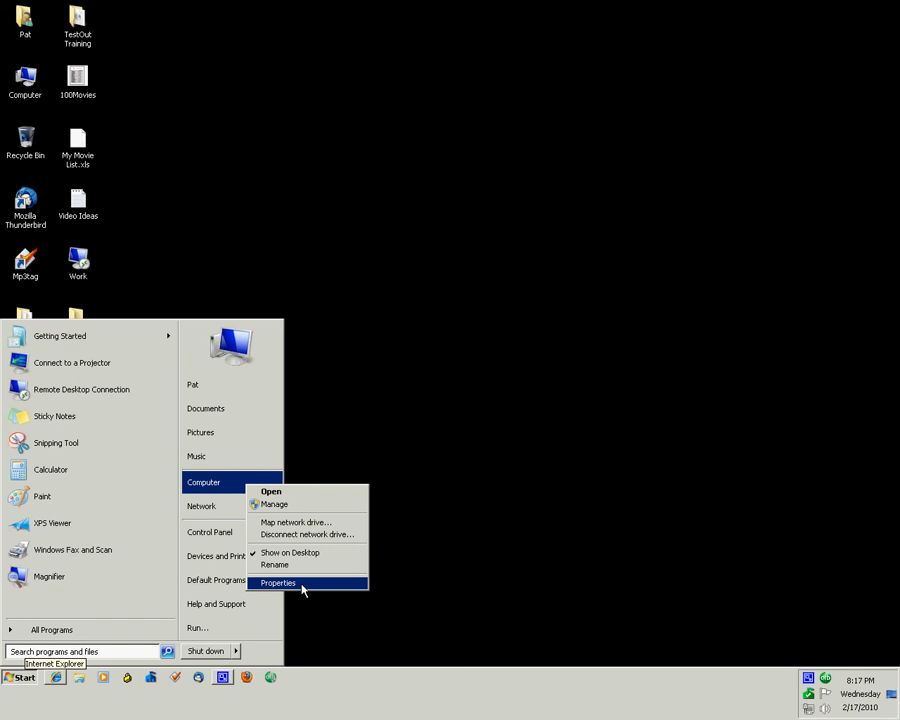 Pat
TestOut
Training
Computer
100Movies
Recycle Bin
My Movie
List.xls
Mozilla
Thunderbird
Video Ideas
Mp3tag
Work
Getting Started
Connect to a Projector
Remote Desktop Connection
Sticky Notes
Snipping Tool
Calculator
Paint
XPS Viewer
Windows Fax and Scan
Magnifier
All Programs
Search programs and files
Pat
Documents
Pictures
Music
Computer
Network
Control Panel
Devices and Print
Default Programs
Help and Support
Run...
Shut down
Open
Manage
Map network drive...
Disconnect network drive...
Show on Desktop
Rename
Properties
Internet Explorer
Start
8:17 PM
Wednesday
2/17/2010